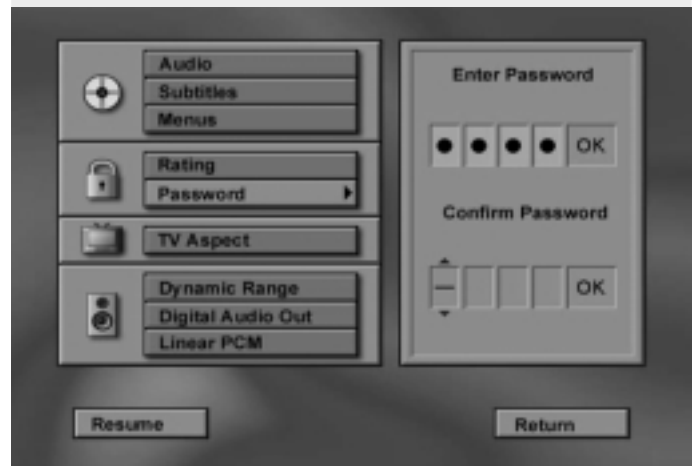 Audio
Subtitles
Menus
Rating
Password
TV Aspect
Dynamic Range
Digital Audio Out
Linear PCM
Enter Password
OK
Confirm Password
OK
Resume
Return